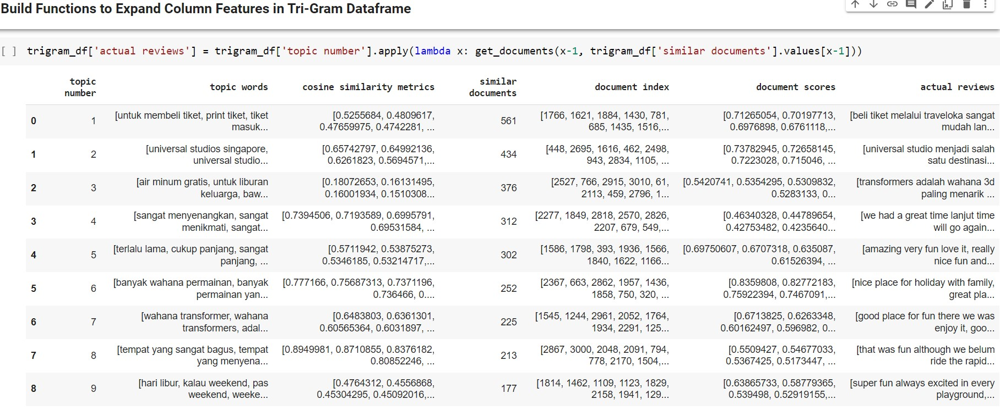 Build Functions to Expand Column Features in Tri-Gram Dataframe
[ ] trigram_df['actual reviews'] = trigram_df['topic number'].apply(lambda x: get_documents(x-1, trigram_df['similar documents'].values[x-1]))
topic number topic words cosine similarity metrics similar documents document index document scores actual reviews
0 1 [untuk membeli tiket, print tiket, tiket masuk... [0.5255684, 0.4809617, 0.47659975, 0.4742281, ... 561 [1766, 1621, 1884, 1430, 781, 685, 1435, 1516,... [0.71265054, 0.70197713, 0.6976898, 0.6761118,... [beli tiket melalui traveloka sangat mudah lan...
1 2 [universal studios singapore, universal studio... [0.65742797, 0.64992136, 0.6261823, 0.5694571,... 434 [448, 2695, 1616, 462, 2498, 943, 2834, 1105, ... [0.73782945, 0.72658145, 0.7223028, 0.715046, ... [universal studio menjadi salah satu destinasi...
2 3 [air minum gratis, untuk liburan keluarga, baw... [0.18072653, 0.16131495, 0.16001934, 0.1510308... 376 [2527, 766, 2915, 3010, 61, 2113, 459, 2796, 1... [0.5420741, 0.5354295, 0.5309832, 0.5283133, 0... [transformers adalah wahana 3d paling menarik ...
3 4 [sangat menyenangkan, sangat menikmati, sangat... [0.7394506, 0.7193589, 0.6995791, 0.69531584, ... 312 [2277, 1849, 2818, 2570, 2826, 2207, 679, 549,... [0.46340328, 0.44789654, 0.42753482, 0.4235640... [we had a great time lanjut time will go again...
4 5 [terlalu lama, cukup panjang, sangat panjang, ... [0.5711942, 0.53875273, 0.5346185, 0.53214717,... 302 [1586, 1798, 393, 1936, 1566, 1840, 1622, 1166... [0.69750607, 0.6707318, 0.635087, 0.61526394, ... [amazing very fun love it, really nice fun and...
5 6 [banyak wahana permainan, banyak permainan yan... [0.777166, 0.75687313, 0.7371196, 0.736466, 0.... 252 [2367, 663, 2862, 1957, 1436, 1858, 750, 320, ... [0.8359808, 0.82772183, 0.75922394, 0.7467091,... [nice place for holiday with family, great pla...
6 7 [wahana transformer, wahana transformers, adal... [0.6483803, 0.6361301, 0.60565364, 0.6031897, ... 225 [1545, 1244, 2961, 2052, 1764, 1934, 2291, 125... [0.6713825, 0.6263348, 0.60162497, 0.596982, 0... [good place for fun there we was enjoy it, goo...
7 8 [tempat yang sangat bagus, tempat yang menyena... [0.8949981, 0.8710855, 0.8376182, 0.80852246, ... 213 [2867, 3000, 2048, 2091, 794, 778, 2170, 1504,... [0.5509427, 0.54677033, 0.5367425, 0.5173447, ... [that was fun although we belum ride the rapid...
8 9 [hari libur, kalau weekend, pas weekend, weeke... [0.4764312, 0.4556868, 0.45304295, 0.45092016,... 177 [1814, 1462, 1109, 1123, 1829, 2158, 1941, 129... [0.63865733, 0.58779365, 0.539498, 0.52919155,... [super fun always excited in every playground,...